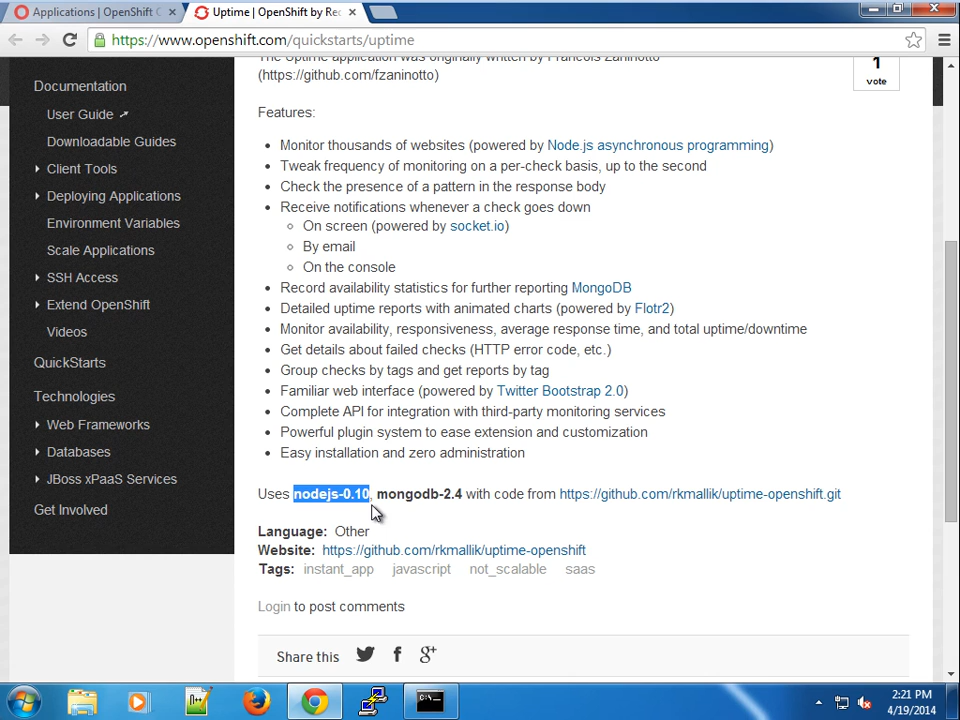 Applications | OpenShift C
Uptime | OpenShift by Rec
https://www.openshift.com/quickstarts/uptime
Documentation
User Guide
Downloadable Guides
Client Tools
Deploying Applications
Environment Variables
Scale Applications
SSH Access
Extend OpenShift
Videos
QuickStarts
Technologies
Web Frameworks
Databases
JBoss xPaaS Services
Get Involved
The Uptime application was originally written by Francois Zaninotto
(https://github.com/fzaninotto)
1
vote
Features:
Monitor thousands of websites (powered by Node.js asynchronous programming)
Tweak frequency of monitoring on a per-check basis, up to the second
Check the presence of a pattern in the response body
Receive notifications whenever a check goes down
On screen (powered by socket.io)
By email
On the console
Record availability statistics for further reporting MongoDB
Detailed uptime reports with animated charts (powered by Flotr2)
Monitor availability, responsiveness, average response time, and total uptime/downtime
Get details about failed checks (HTTP error code, etc.)
Group checks by tags and get reports by tag
Familiar web interface (powered by Twitter Bootstrap 2.0)
Complete API for integration with third-party monitoring services
Powerful plugin system to ease extension and customization
Easy installation and zero administration
Uses nodejs-0.10, mongodb-2.4 with code from https://github.com/rkmallik/uptime-openshift.git
Language: Other
Website: https://github.com/rkmallik/uptime-openshift
Tags: instant_app javascript not_scalable saas
Login to post comments
Share this
2:21 PM
4/19/2014